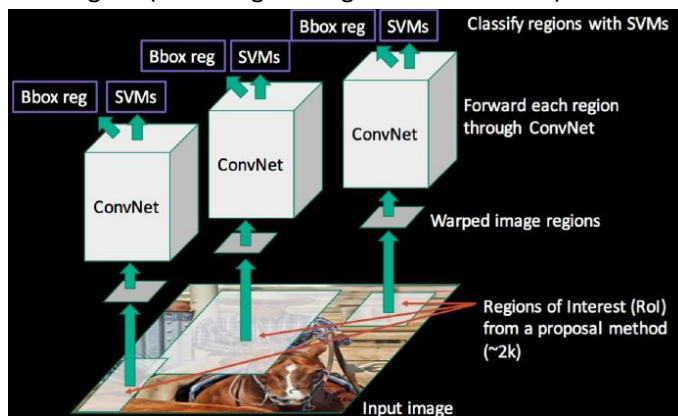 Bbox reg SVMs Classify regions with SVMs
Bbox reg SVMs
Bbox reg SVMs
Forward each region
through ConvNet
ConvNet
ConvNet
ConvNet
Warped image regions
Regions of Interest (RoI)
from a proposal method
(~2k)
Input image